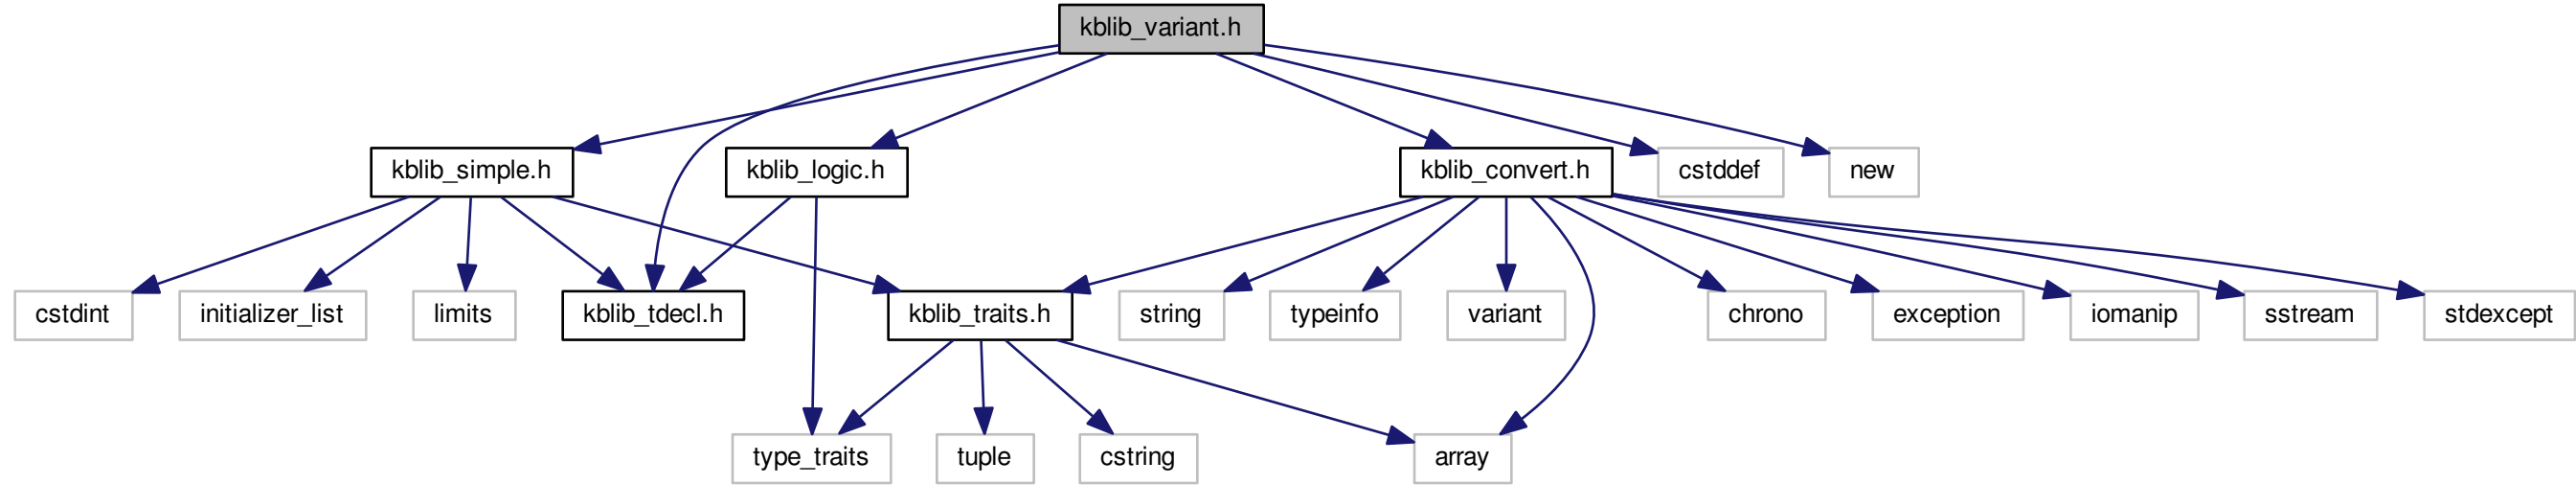 kblib_variant.h
kblib_simple.h
kblib_logic.h
kblib_convert.h
cstddef
new
cstdint
initializer_list
limits
kblib_tdecl.h
kblib_traits.h
string
typeinfo
variant
chrono
exception
iomanip
sstream
stdexcept
type_traits
tuple
cstring
array